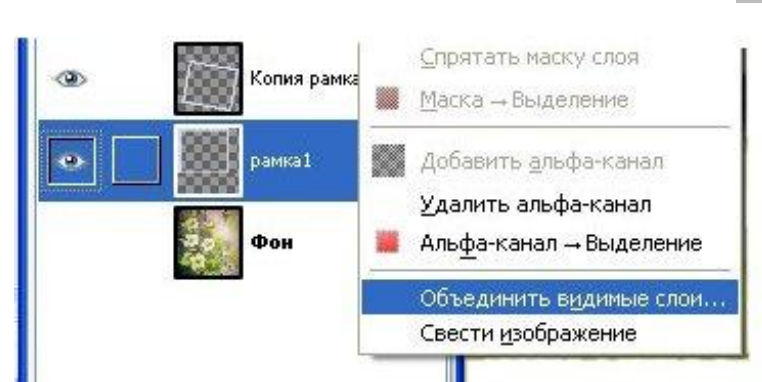 Копия рамка
рамка1
Фон
Спрятать маску слоя
Маска → Выделение
Добавить альфа-канал
Удалить альфа-канал
Альфа-канал → Выделение
Объединить видимые слои...
Свести изображение